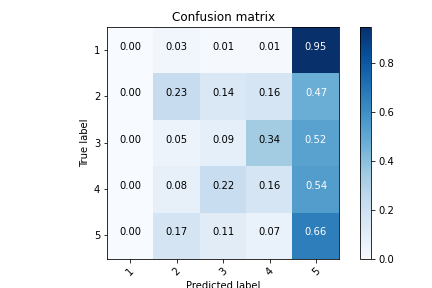 Confusion matrix
1 0.00 0.03 0.01 0.01 0.95
2 0.00 0.23 0.14 0.16 0.47
3 0.00 0.05 0.09 0.34 0.52
4 0.00 0.08 0.22 0.16 0.54
5 0.00 0.17 0.11 0.07 0.66
1 2 3 4 5
True label
Predicted label
0.8
0.6
0.4
0.2
0.0